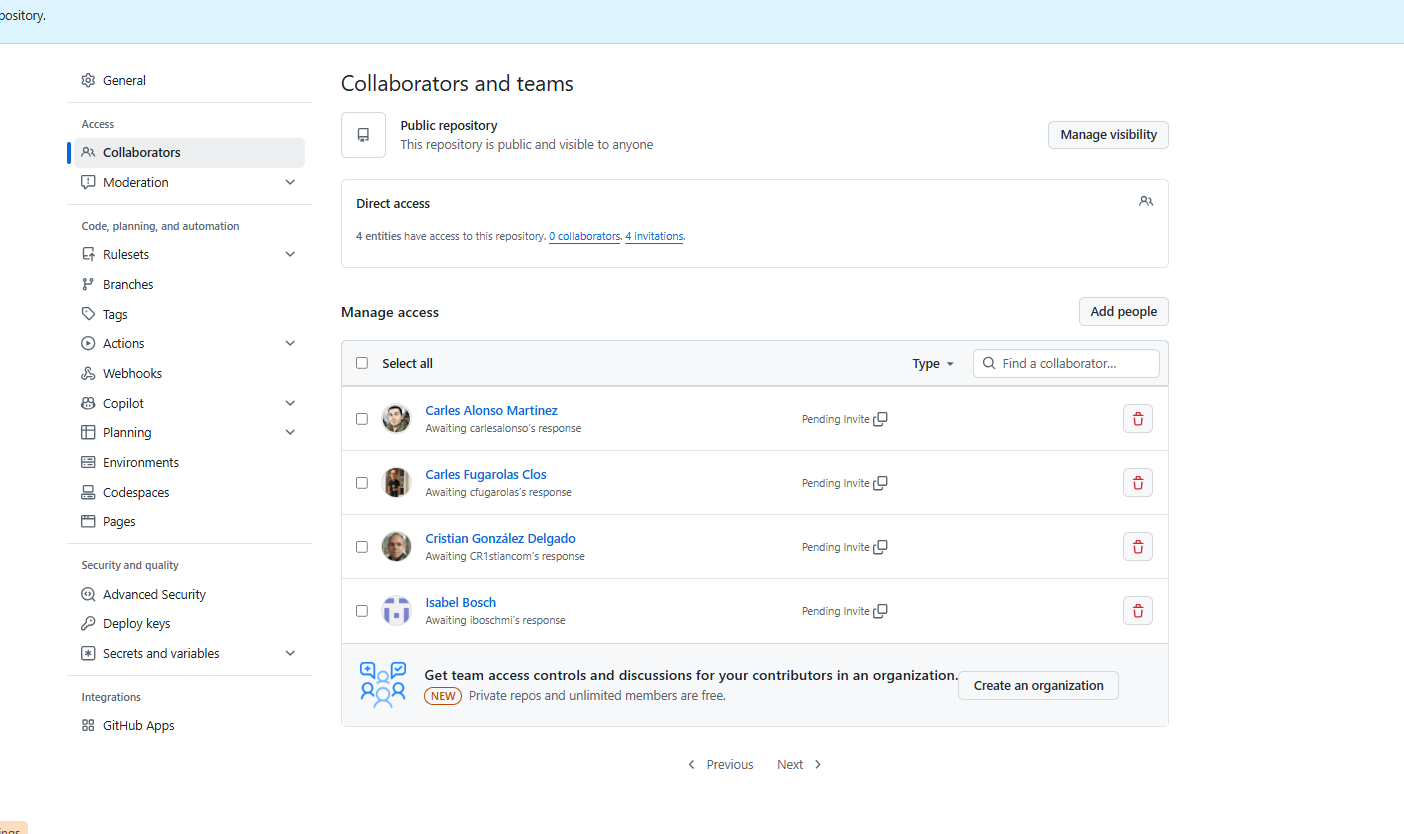 pository.
General
Access
Collaborators
Moderation
Code, planning, and automation
Rulesets
Branches
Tags
Actions
Webhooks
Copilot
Planning
Environments
Codespaces
Pages
Security and quality
Advanced Security
Deploy keys
Secrets and variables
Integrations
GitHub Apps
Collaborators and teams
Public repository
This repository is public and visible to anyone
Manage visibility
Direct access
4 entities have access to this repository. 0 collaborators. 4 invitations.
Manage access
Add people
Select all
Type
Find a collaborator...
Carles Alonso Martinez
Awaiting carlesalonso's response
Pending Invite
Carles Fugarolas Clos
Awaiting cfugarolas's response
Pending Invite
Cristian González Delgado
Awaiting CR1stiancom's response
Pending Invite
Isabel Bosch
Awaiting iboschmi's response
Pending Invite
Get team access controls and discussions for your contributors in an organization.
NEW Private repos and unlimited members are free.
Create an organization
Previous Next